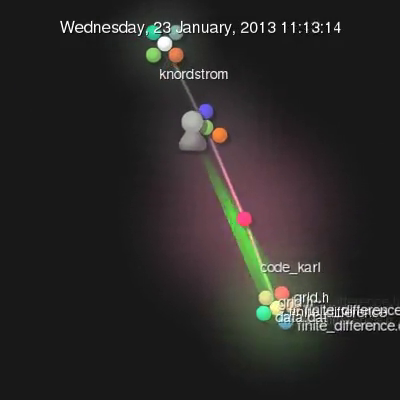 Wednesday, 23 January, 2013 11:13:14
knordstrom
code_karl
grid.h
finite_difference
data.dat
finite_difference.c